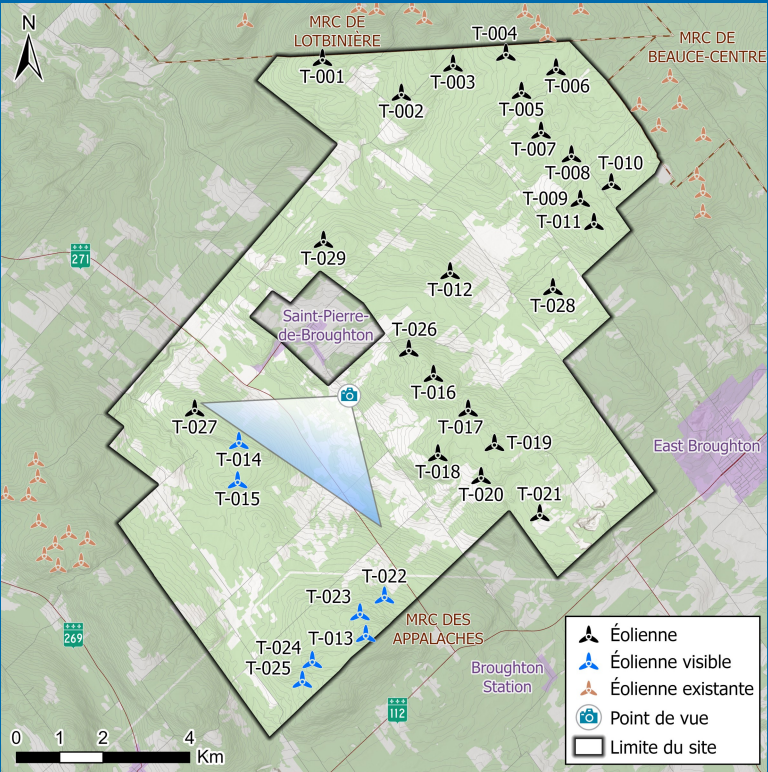 N
MRC DE
LOTBINIÈRE
T-004
MRC DE
BEAUCE-CENTRE
T-001
T-003
T-006
T-002
T-005
T-007
T-008
T-010
T-009
T-011
271
T-029
T-012
T-028
Saint-Pierre-
de-Broughton
T-026
T-016
T-027
T-017
T-014
T-019
East Broughton
T-018
T-015
T-020
T-021
T-022
T-023
MRC DES
APPALACHES
T-013
269
T-024
T-025
Broughton
Station
112
Éolienne
Éolienne visible
Éolienne existante
Point de vue
Limite du site
0 1 2 4
Km